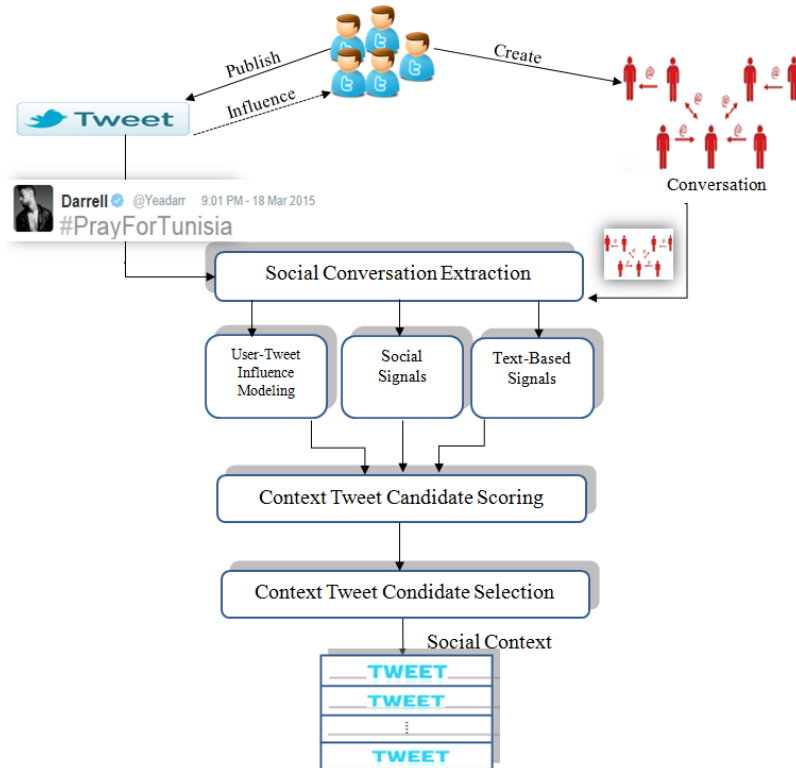 Publish
Create
Influence
Tweet
@ @
@ @
@ @
Conversation
Darrell @Yeadarr 9:01 PM - 18 Mar 2015
#PrayForTunisia
Social Conversation Extraction
User-Tweet
Influence
Modeling
Social
Signals
Text-Based
Signals
Context Tweet Candidate Scoring
Context Tweet Condidate Selection
Social Context
TWEET
TWEET
TWEET